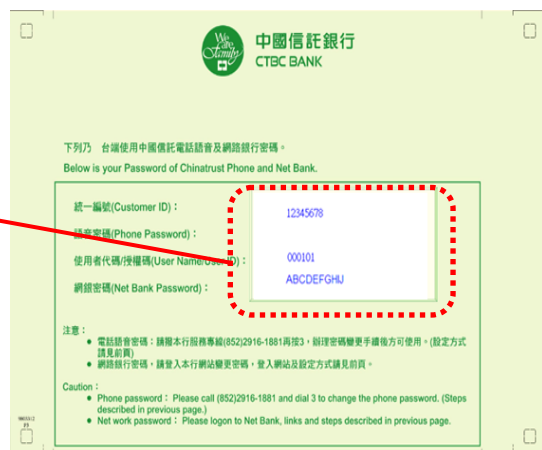 We are Family
中國信託銀行
CTBC BANK
下列乃 台端使用中國信託電話語音及網路銀行密碼。
Below is your Password of Chinatrust Phone and Net Bank.
統一編號(Customer ID)：
12345678
語音密碼(Phone Password)：
使用者代碼/授權碼(User Name/User ID)：
000101
網銀密碼(Net Bank Password)：
ABCDEFGHIJ
注意：
● 電話語音密碼：請撥本行服務專線(852)2916-1881再按3，辦理密碼變更手續後方可使用。(設定方式
請見前頁)
● 網路銀行密碼，請登入本行網站變更密碼，登入網站及設定方式請見前頁。
Caution：
● Phone password： Please call (852)2916-1881 and dial 3 to change the phone password. (Steps
described in previous page.)
● Net work password： Please logon to Net Bank, links and steps described in previous page.